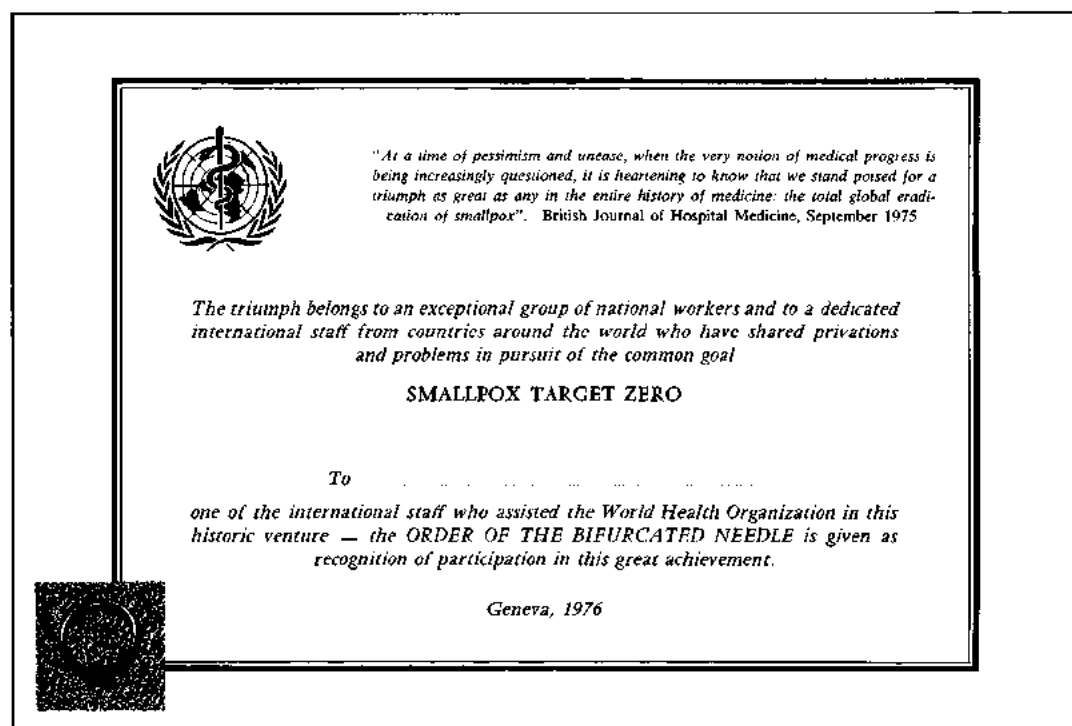 "At a time of pessimism and unease, when the very notion of medical progress is
being increasingly questioned, it is heartening to know that we stand poised for a
triumph as great as any in the entire history of medicine: the total global eradi-
cation of smallpox". British Journal of Hospital Medicine, September 1975
The triumph belongs to an exceptional group of national workers and to a dedicated
international staff from countries around the world who have shared privations
and problems in pursuit of the common goal
SMALLPOX TARGET ZERO
To
one of the international staff who assisted the World Health Organization in this
historic venture — the ORDER OF THE BIFURCATED NEEDLE is given as
recognition of participation in this great achievement.
Geneva, 1976